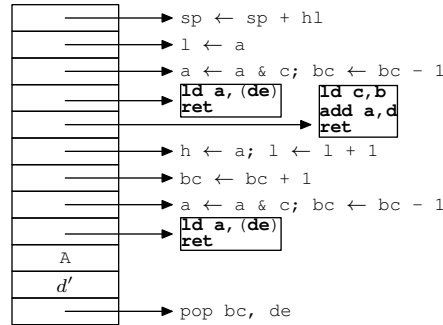 sp ← sp + hl
l ← a
a ← a & c; bc ← bc - 1
ld a,(de)
ret
ld c,b
add a,d
ret
h ← a; l ← l + 1
bc ← bc + 1
a ← a & c; bc ← bc - 1
ld a,(de)
ret
A
d′
pop bc, de